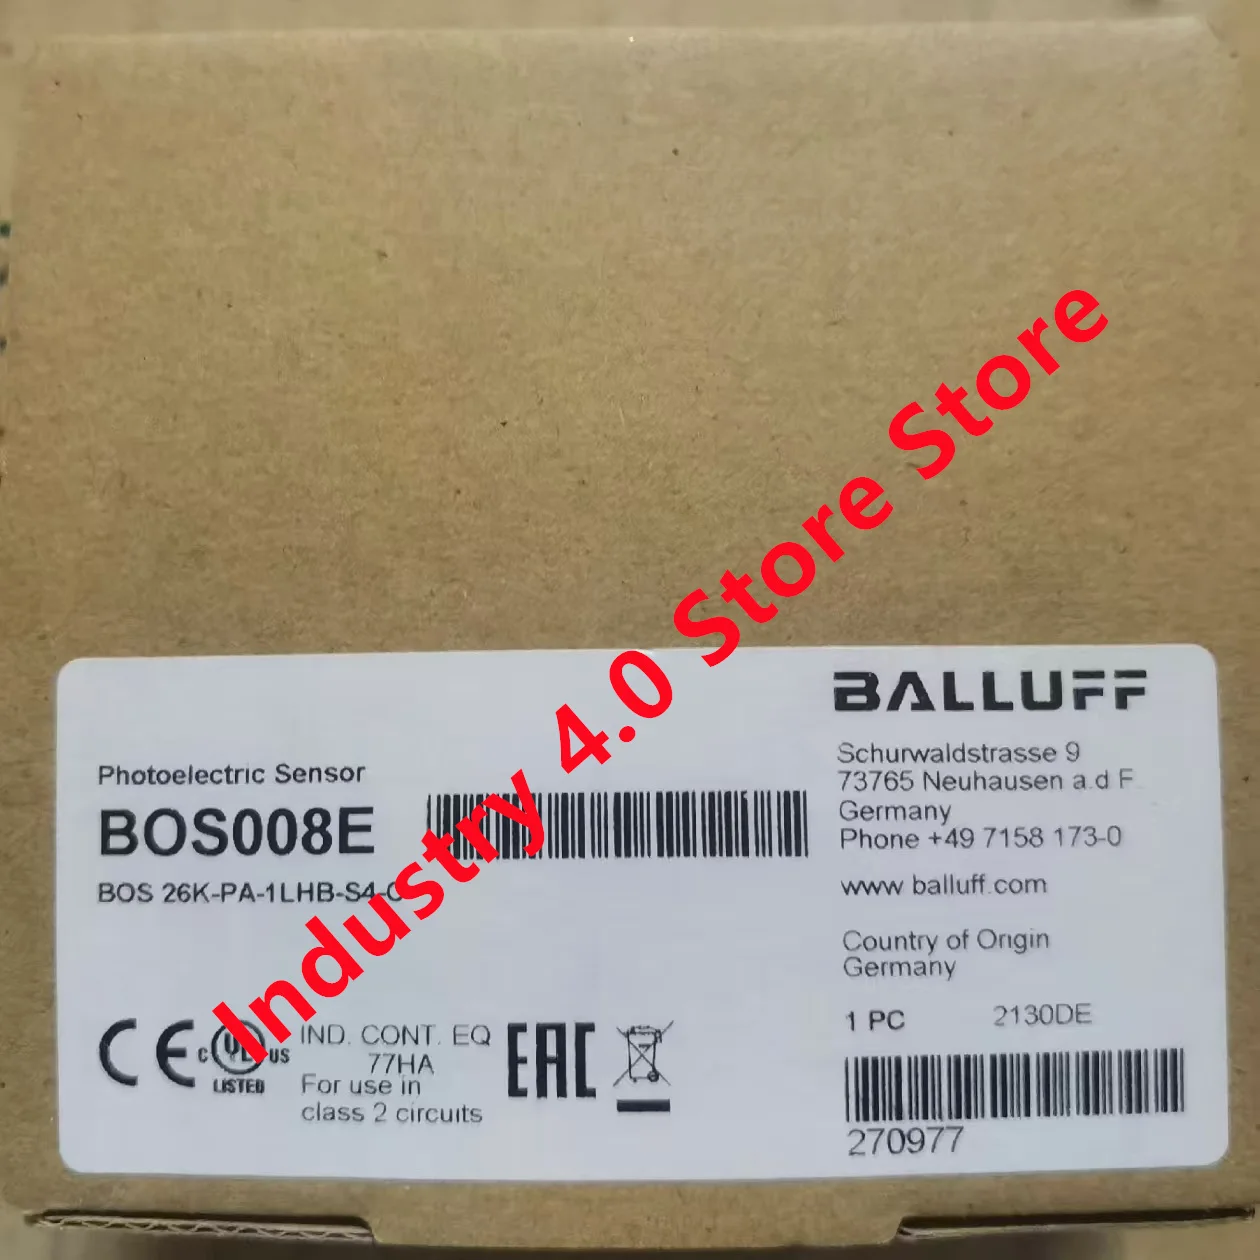 Industry 4.0 Store Store
BALLUFF
Schurwaldstrasse 9
73765 Neuhausen a.d F.
Germany
Phone +49 7158 173-0
www balluff.com
Country of Origin
Germany
1 PC 2130DE
270977
Photoelectric Sensor
BOS008E
BOS 26K-PA-1LHB-S4-C
CE
C UL US
LISTED
IND. CONT. EQ
77HA
For use in
class 2 circuits
EAC